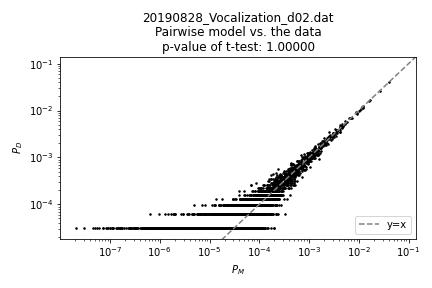 20190828_Vocalization_d02.dat
Pairwise model vs. the data
p-value of t-test: 1.00000
10⁻¹
10⁻²
10⁻³
10⁻⁴
P_D
10⁻⁷ 10⁻⁶ 10⁻⁵ 10⁻⁴ 10⁻³ 10⁻² 10⁻¹
P_M
y=x